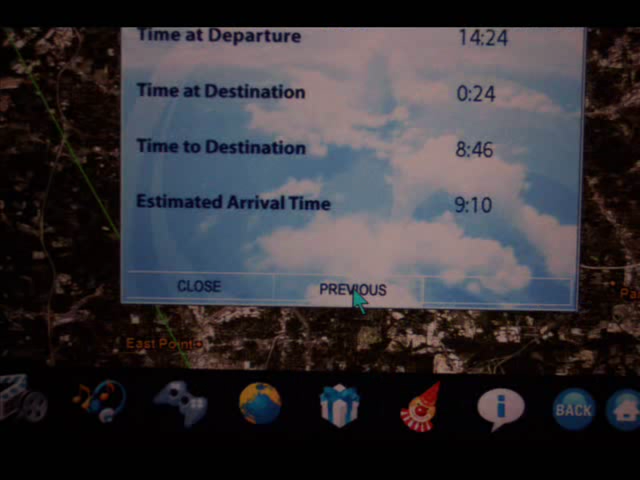 Time at Departure 14:24
Time at Destination 0:24
Time to Destination 8:46
Estimated Arrival Time 9:10
CLOSE PREVIOUS
East Point
i BACK